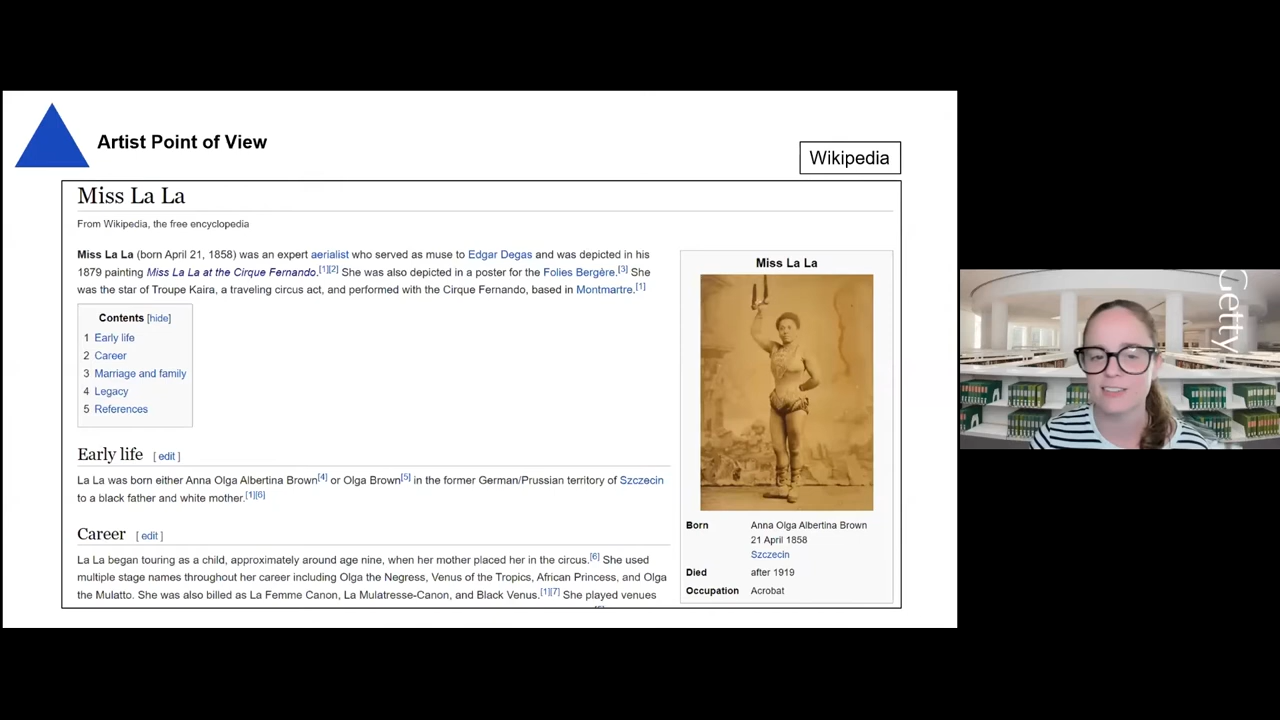 Artist Point of View
Wikipedia
Miss La La
From Wikipedia, the free encyclopedia
Miss La La (born April 21, 1858) was an expert aerialist who served as muse to Edgar Degas and was depicted in his
1879 painting Miss La La at the Cirque Fernando.[1][2] She was also depicted in a poster for the Folies Bergère.[3] She
was the star of Troupe Kaira, a traveling circus act, and performed with the Cirque Fernando, based in Montmartre.[1]
Contents [hide]
1 Early life
2 Career
3 Marriage and family
4 Legacy
5 References
Early life [ edit ]
La La was born either Anna Olga Albertina Brown[4] or Olga Brown[5] in the former German/Prussian territory of Szczecin
to a black father and white mother.[1][6]
Career [ edit ]
La La began touring as a child, approximately around age nine, when her mother placed her in the circus.[6] She used
multiple stage names throughout her career including Olga the Negress, Venus of the Tropics, African Princess, and Olga
the Mulatto. She was also billed as La Femme Canon, La Mulatresse-Canon, and Black Venus.[1][7] She played venues
Miss La La
Born Anna Olga Albertina Brown
21 April 1858
Szczecin
Died after 1919
Occupation Acrobat
Getty